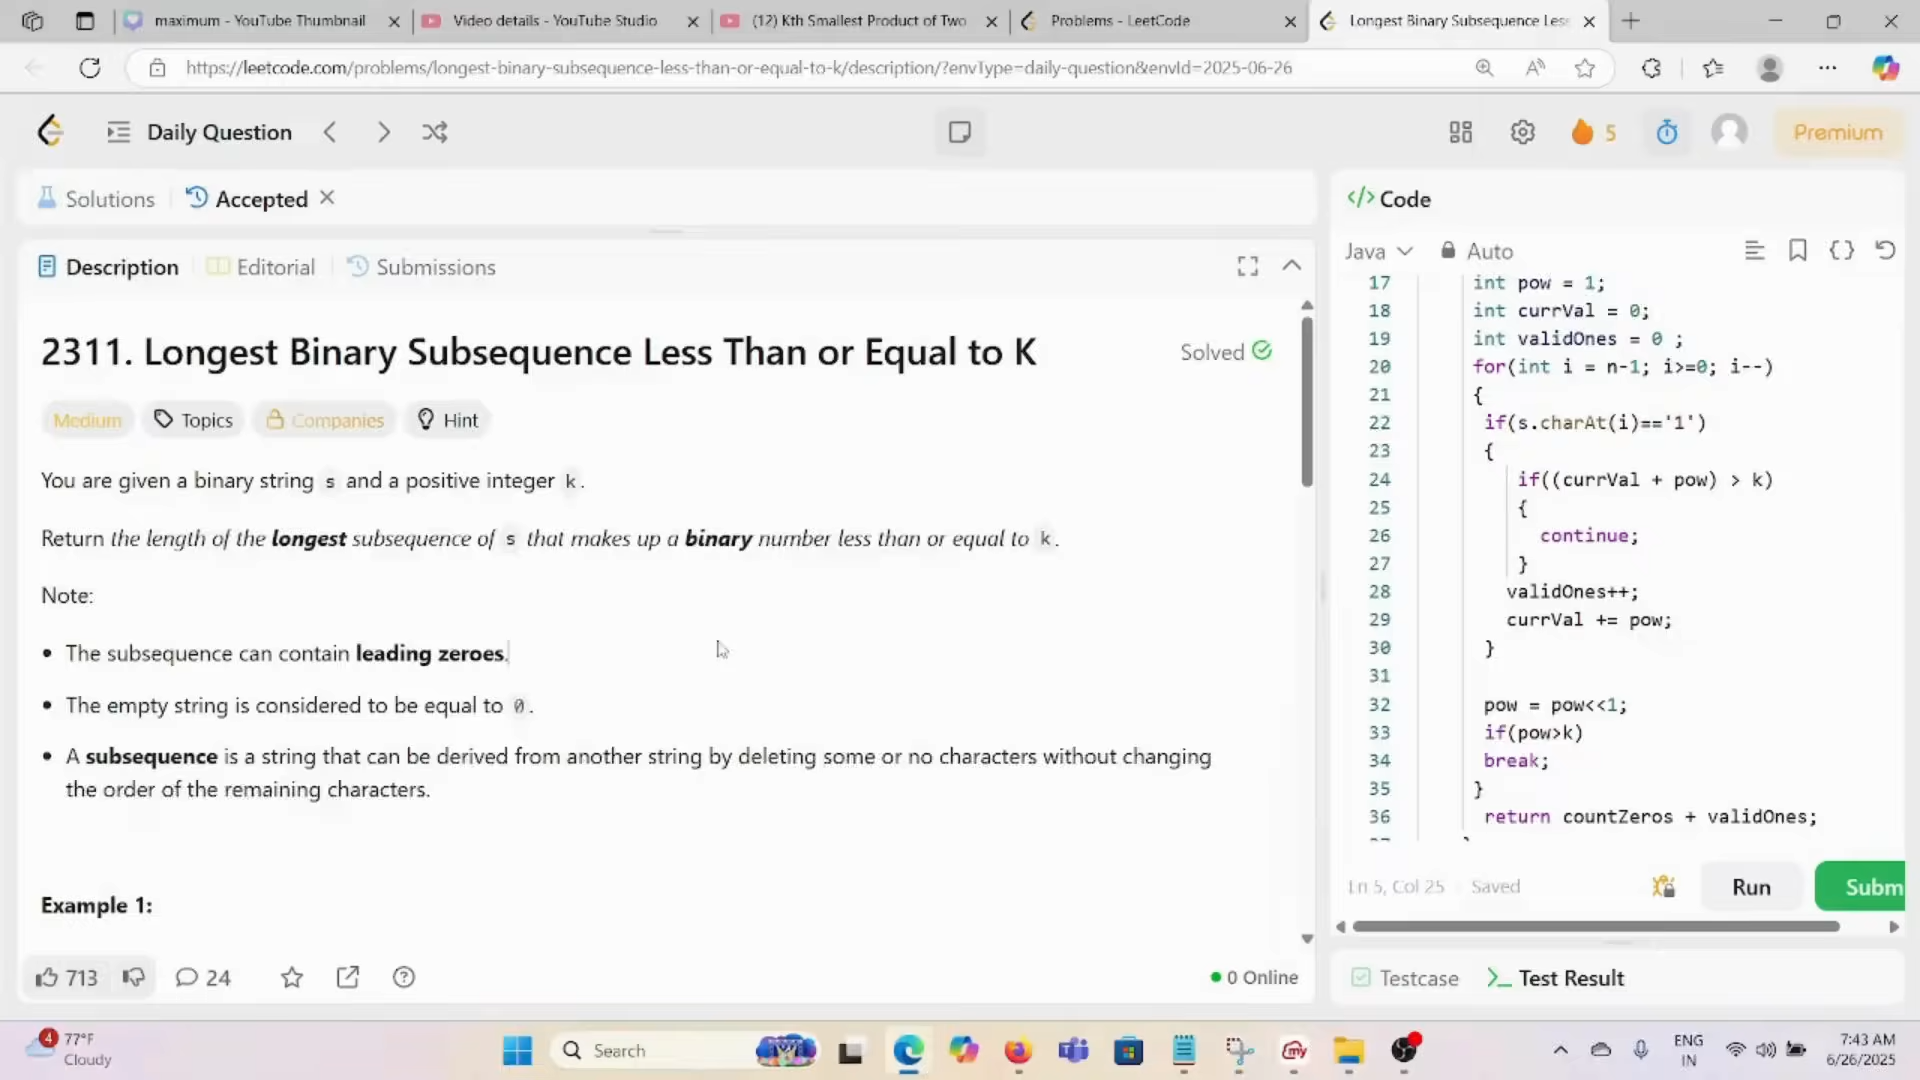 maximum - YouTube Thumbnail
Video details - YouTube Studio
(12) Kth Smallest Product of Two
Problems - LeetCode
Longest Binary Subsequence Less
https://leetcode.com/problems/longest-binary-subsequence-less-than-or-equal-to-k/description/?envType=daily-question&envId=2025-06-26
Daily Question
5
Premium
Solutions
Accepted
</> Code
Description
Editorial
Submissions
Java
Auto
2311. Longest Binary Subsequence Less Than or Equal to K
Solved
Medium
Topics
Companies
Hint
You are given a binary string s and a positive integer k.
Return the length of the longest subsequence of s that makes up a binary number less than or equal to k.
Note:
• The subsequence can contain leading zeroes.
• The empty string is considered to be equal to 0.
• A subsequence is a string that can be derived from another string by deleting some or no characters without changing
the order of the remaining characters.
Example 1:
713
24
0 Online
17 int pow = 1;
18 int currVal = 0;
19 int validOnes = 0 ;
20 for(int i = n-1; i>=0; i--)
21 {
22 if(s.charAt(i)=='1')
23 {
24 if((currVal + pow) > k)
25 {
26 continue;
27 }
28 validOnes++;
29 currVal += pow;
30 }
31
32 pow = pow<<1;
33 if(pow>k)
34 break;
35 }
36 return countZeros + validOnes;
Ln 5, Col 25
Saved
Run
Subm
Testcase
Test Result
4
77°F
Cloudy
Search
my
ENG
IN
7:43 AM
6/26/2025